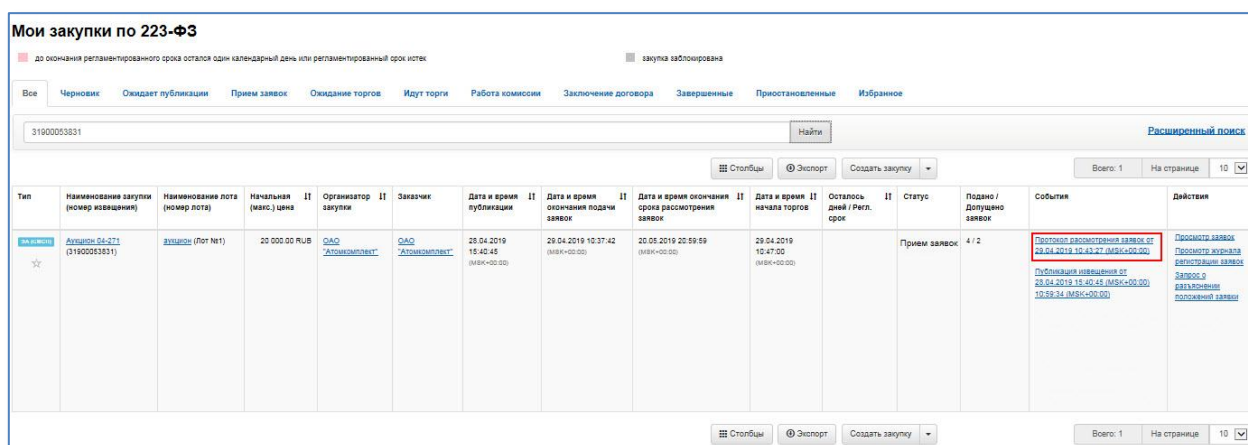 Мои закупки по 223-ФЗ
до окончания регламентированного срока остался один календарный день или регламентированный срок истек
закупка заблокирована
Все Черновик Ожидает публикации Прием заявок Ожидание торгов Идут торги Работа комиссии Заключение договора Завершенные Приостановленные Избранное
31900053831 Найти Расширенный поиск
Столбцы Экспорт Создать закупку Всего: 1 На странице 10
Тип
Наименование закупки
(номер извещения)
Наименование лота
(номер лота)
Начальная
(макс.) цена
Организатор
закупки
Заказчик
Дата и время
публикации
Дата и время
окончания подачи
заявок
Дата и время окончания
срока рассмотрения
заявок
Дата и время
начала торгов
Осталось
дней / Регл.
срок
Статус
Подано /
Допущено
заявок
События
Действия
Аукцион 04-271
(31900053831)
аукцион (Лот №1)
20 000.00 RUB
ОАО
"Атомкомплект"
ОАО
"Атомкомплект"
28.04.2019
15:40:45
(MSK+00:00)
29.04.2019 10:37:42
(MSK+00:00)
20.05.2019 20:59:59
(MSK+00:00)
29.04.2019
10:47:00
(MSK+00:00)
Прием заявок
4 / 2
Протокол рассмотрения заявок от
29.04.2019 10:43:27 (MSK+00:00)
Публикация извещения от
28.04.2019 15:40:45 (MSK+00:00)
10:59:34 (MSK+00:00)
Просмотр заявок
Просмотр журнала
регистрации заявок
Запрос о
разъяснении
положений заявки
Столбцы Экспорт Создать закупку Всего: 1 На странице 10